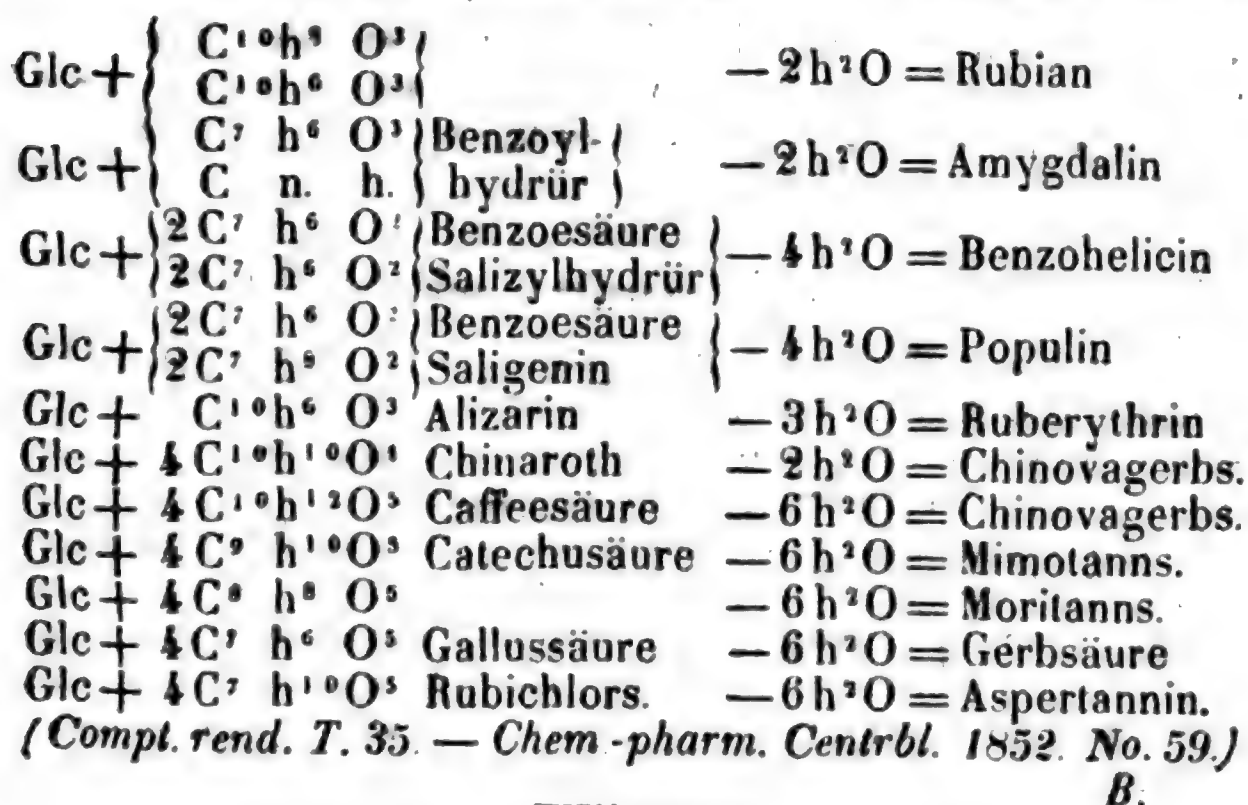 Glc + { C¹⁰h⁹ O³ { — 2h²O = Rubian
C¹⁰h⁶ O³
Glc + { C⁷ h⁶ O³ } Benzoyl- { — 2h²O = Amygdalin
C n. h. } hydrür }
Glc + { 2C⁷ h⁶ O² } Benzoesäure } — 4h²O = Benzohelicin
2C⁷ h⁶ O² } Salizylhydrür
Glc + { 2C⁷ h⁶ O² } Benzoesäure { — 4h²O = Populin
2C⁷ h⁸ O² } Saligenin
Glc + C¹⁰h⁶ O³ Alizarin — 3h²O = Ruberythrin
Glc + 4C¹⁰h¹⁰O⁴ Chinaroth — 2h²O = Chinovagerbs.
Glc + 4C¹⁰h¹²O⁵ Caffeesäure — 6h²O = Chinovagerbs.
Glc + 4C⁹ h¹⁰O⁵ Catechusäure — 6h²O = Mimotanns.
Glc + 4C⁸ h⁸ O⁵ — 6h²O = Moritanns.
Glc + 4C⁷ h⁶ O⁵ Gallussäure — 6h²O = Gerbsäure
Glc + 4C⁷ h¹⁰O⁵ Rubichlors. — 6h²O = Aspertannin.
(Compt. rend. T. 35. — Chem.-pharm. Centrbl. 1852. No. 59.)
B.